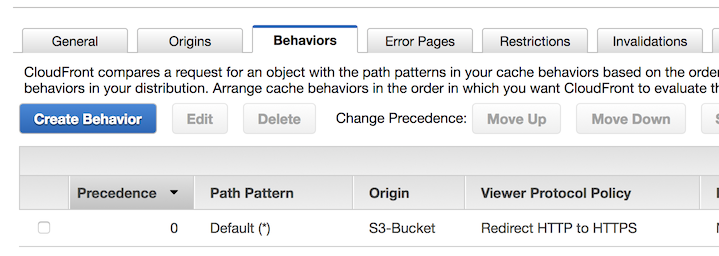 General Origins Behaviors Error Pages Restrictions Invalidations
CloudFront compares a request for an object with the path patterns in your cache behaviors based on the order
behaviors in your distribution. Arrange cache behaviors in the order in which you want CloudFront to evaluate
Create Behavior Edit Delete Change Precedence: Move Up Move Down
Precedence Path Pattern Origin Viewer Protocol Policy
0 Default (*) S3-Bucket Redirect HTTP to HTTPS